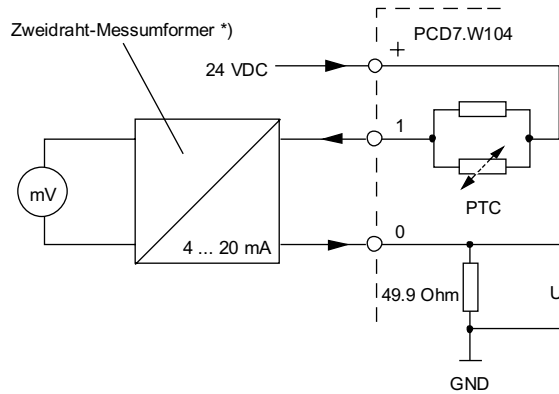 Zweidraht-Messumformer *)
PCD7.W104
+
24 VDC
1
mV
PTC
4 ... 20 mA
0
49.9 Ohm
U
GND